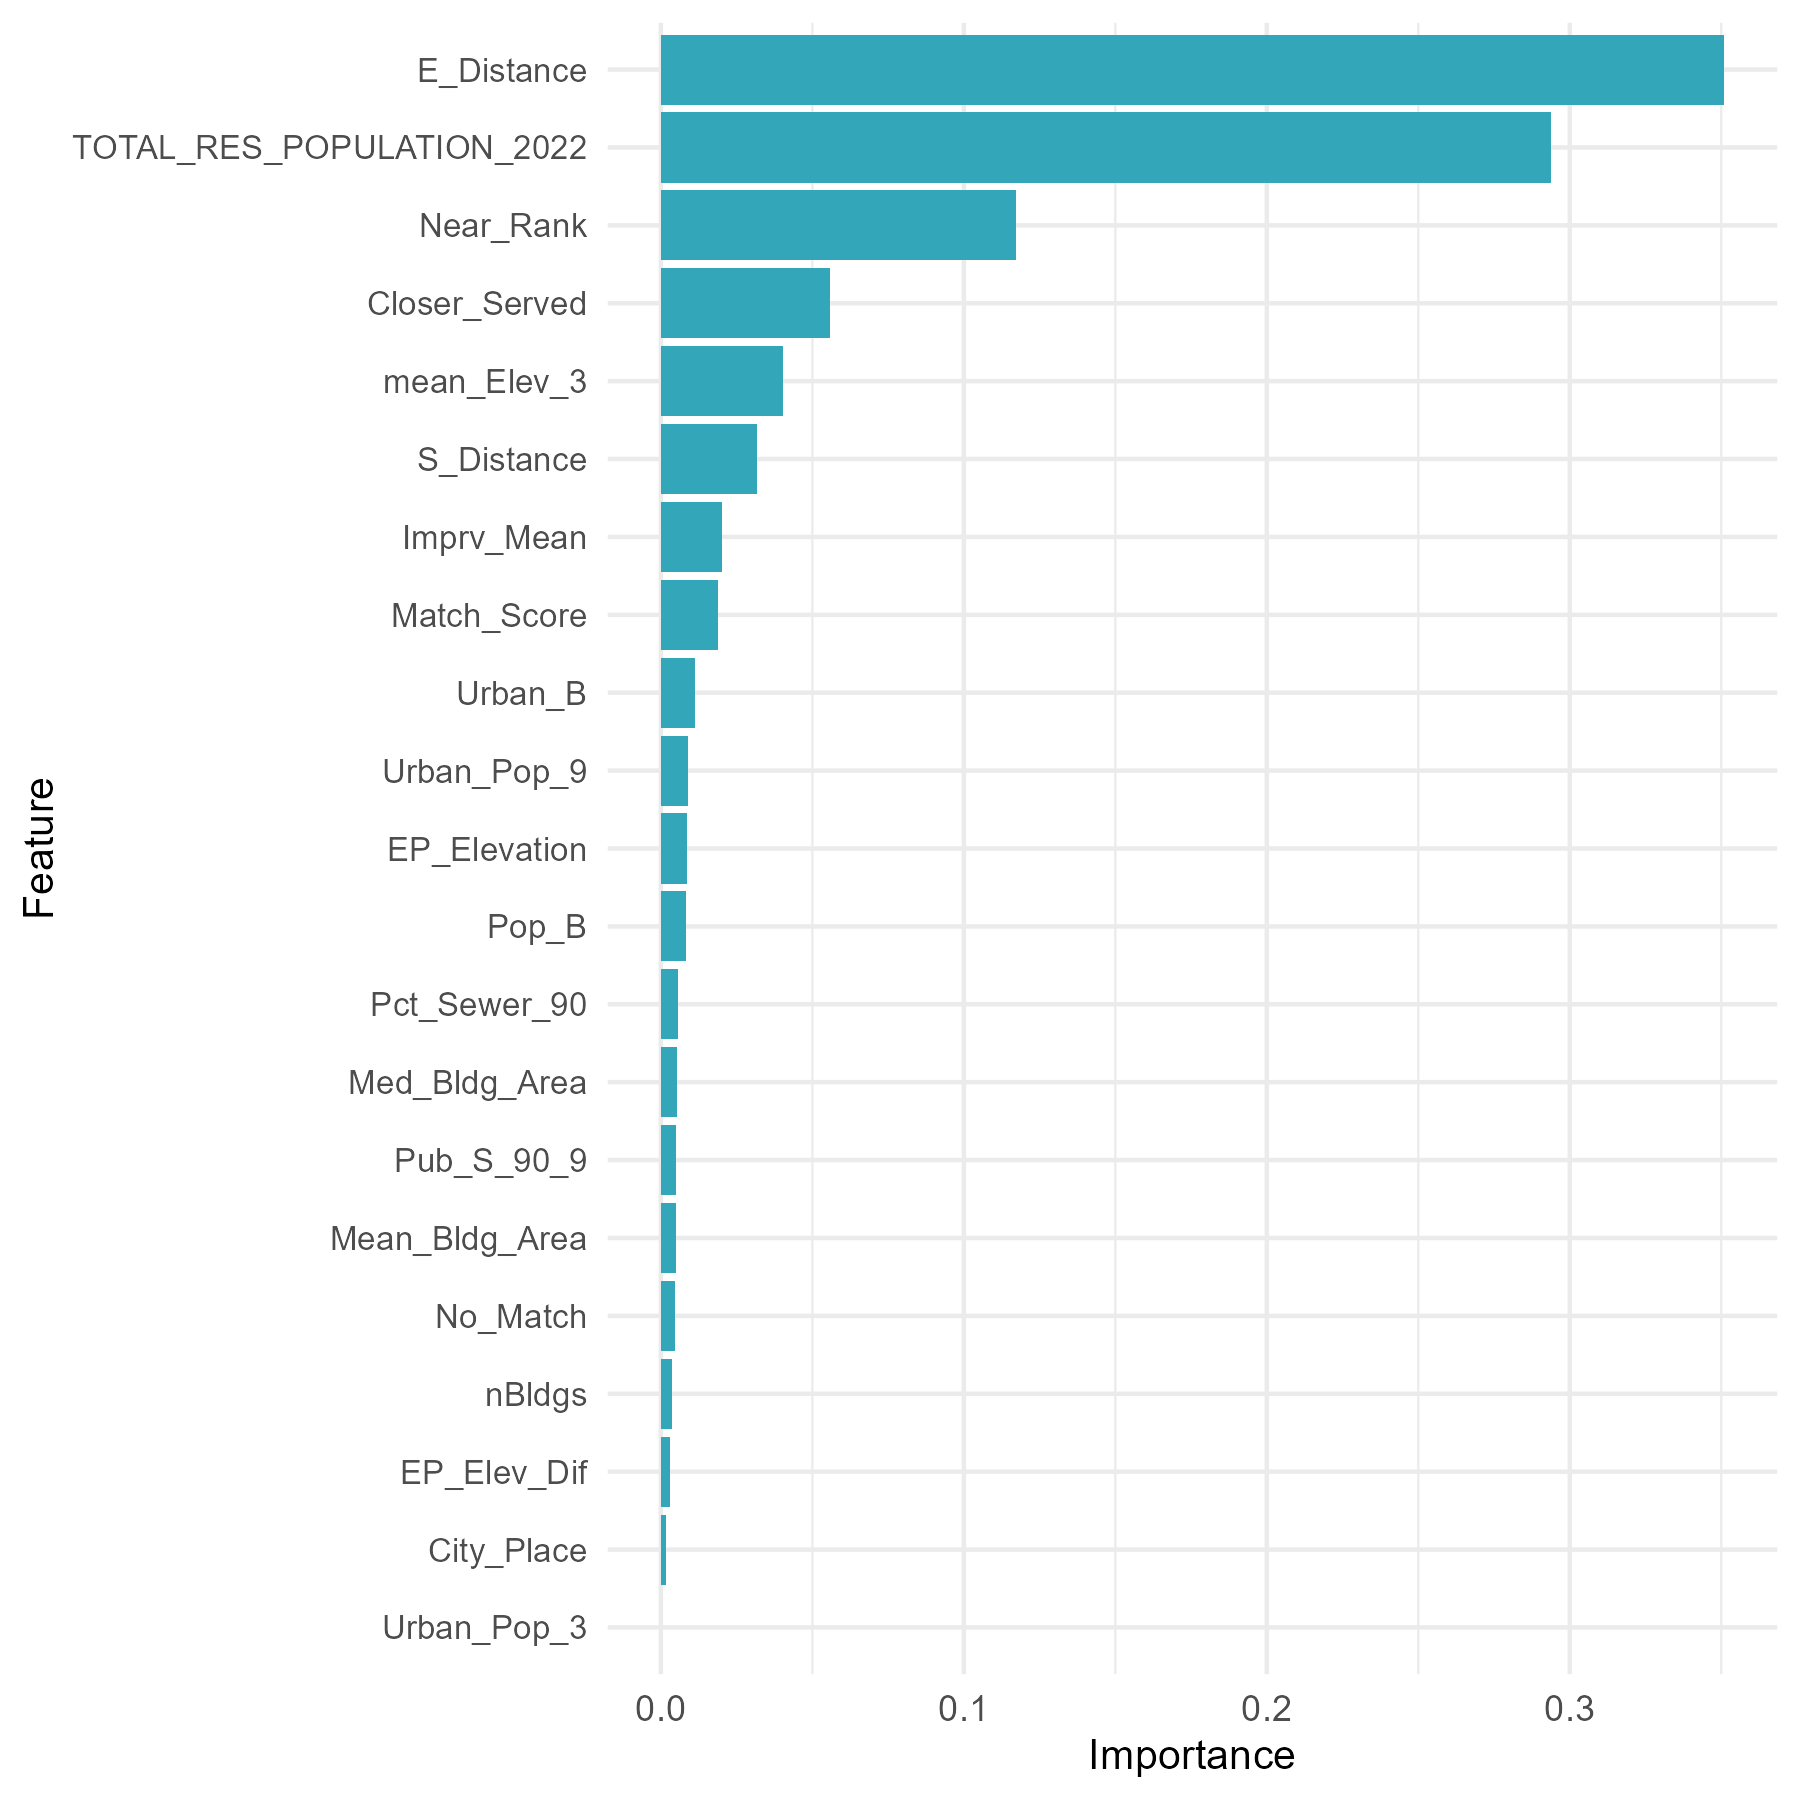 E_Distance
TOTAL_RES_POPULATION_2022
Near_Rank
Closer_Served
mean_Elev_3
S_Distance
Imprv_Mean
Match_Score
Urban_B
Urban_Pop_9
EP_Elevation
Pop_B
Pct_Sewer_90
Med_Bldg_Area
Pub_S_90_9
Mean_Bldg_Area
No_Match
nBldgs
EP_Elev_Dif
City_Place
Urban_Pop_3
Feature
0.0 0.1 0.2 0.3
Importance